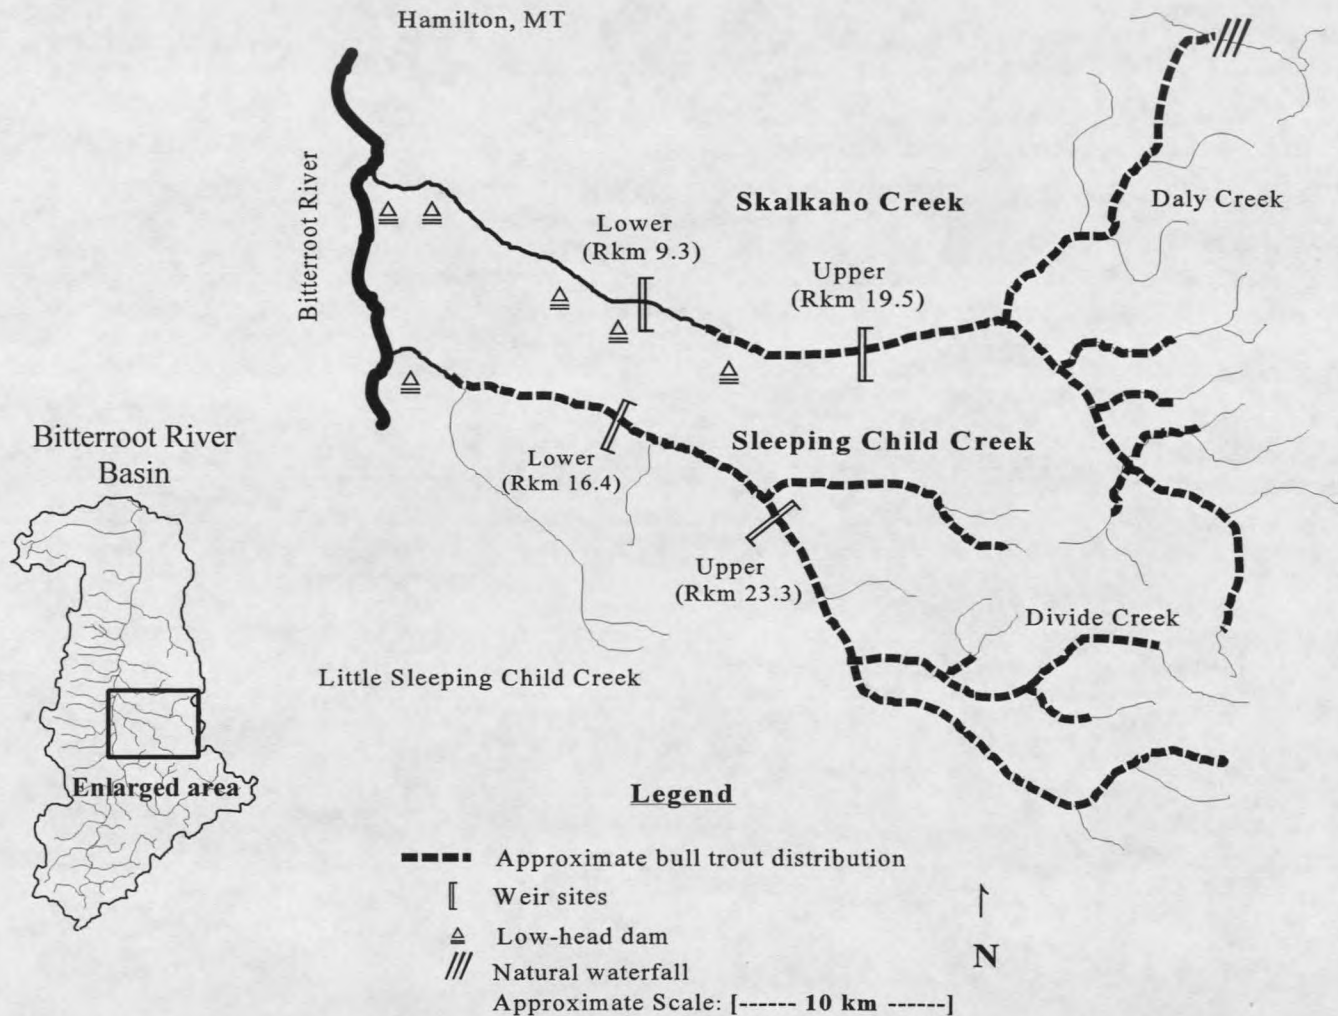 Hamilton, MT
Bitterroot River
Skalkaho Creek
Daly Creek
Lower
(Rkm 9.3)
Upper
(Rkm 19.5)
Sleeping Child Creek
Lower
(Rkm 16.4)
Upper
(Rkm 23.3)
Divide Creek
Little Sleeping Child Creek
Bitterroot River
Basin
Enlarged area
Legend
Approximate bull trout distribution
Weir sites
Low-head dam
Natural waterfall
Approximate Scale: [------ 10 km ------]
N